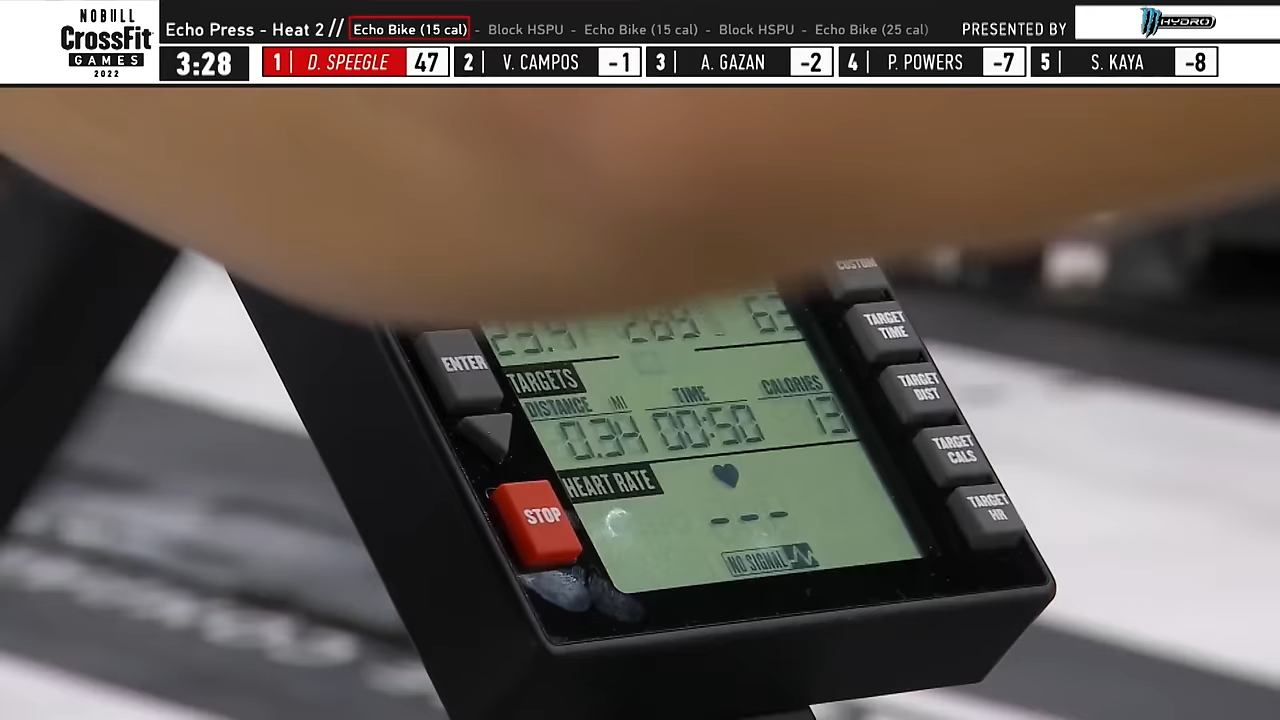 NOBULL
CrossFit
GAMES
2022
Echo Press - Heat 2 // Echo Bike (15 cal) - Block HSPU - Echo Bike (15 cal) - Block HSPU - Echo Bike (25 cal)
PRESENTED BY
HYDRO
3:28
1 D. SPEEGLE 47
2 V. CAMPOS -1
3 A. GAZAN -2
4 P. POWERS -7
5 S. KAYA -8
CUSTOM
TARGET TIME
TARGET DIST
TARGET CALS
TARGET HR
ENTER
STOP
TARGETS
DISTANCE MI TIME CALORIES
0.34 00:50 13
HEART RATE
---
NO SIGNAL